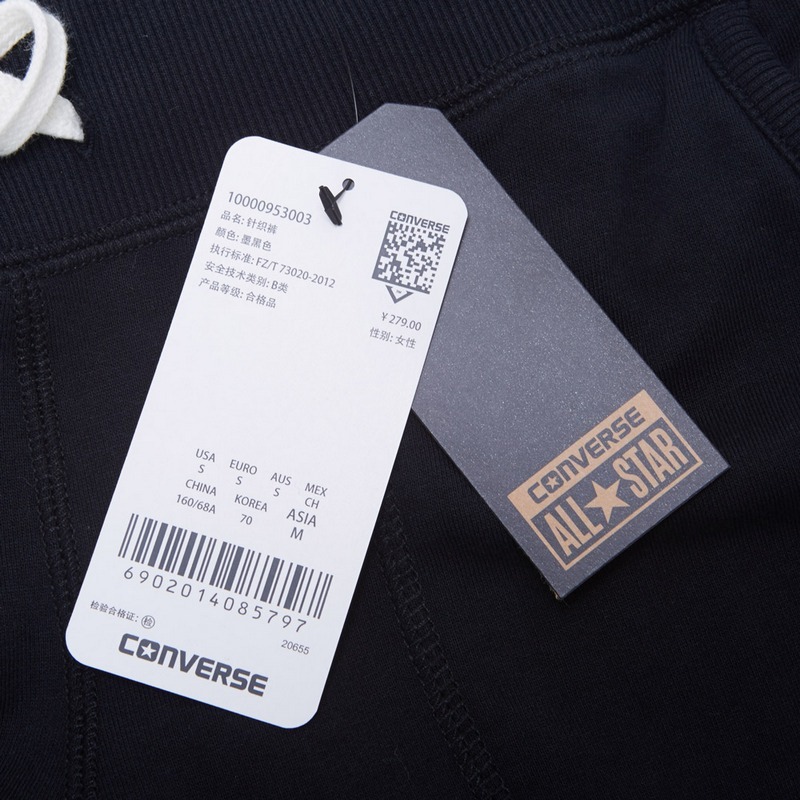 10000953003
品名: 针织裤
颜色: 墨黑色
执行标准: FZ/T 73020-2012
安全技术类别: B类
产品等级: 合格品
CONVERSE
￥279.00
性别: 女性
USA EURO AUS MEX
S S S CH
CHINA KOREA ASIA
160/68A 70 M
6902014085797
检验合格证: 检
20655
CONVERSE
CONVERSE
ALL STAR